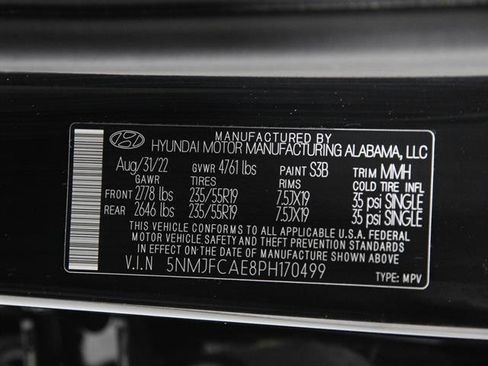 MANUFACTURED BY
HYUNDAI MOTOR MANUFACTURING ALABAMA, LLC
Aug/31/22 GVWR 4761 lbs PAINT S3B TRIM MMH
GAWR TIRES RIMS COLD TIRE INFL
FRONT 2778 lbs 235/55R19 7.5JX19 35 psi SINGLE
REAR 2646 lbs 235/55R19 7.5JX19 35 psi SINGLE
THIS VEHICLE CONFORMS TO ALL APPLICABLE U.S.A. FEDERAL
MOTOR VEHICLE, SAFETY AND THEFT PREVENTION STANDARDS
IN EFFECT ON THE DATE OF MANUFACTURE SHOWN ABOVE
V.I.N 5NMJFCAE8PH170499
TYPE: MPV